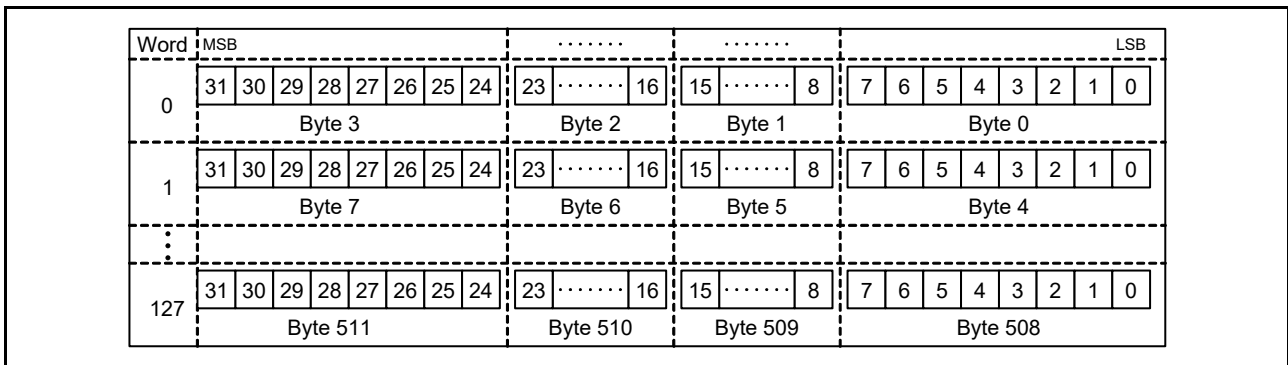 Word MSB ······· ······· LSB
0 31 30 29 28 27 26 25 24 23 ······· 16 15 ······· 8 7 6 5 4 3 2 1 0
Byte 3 Byte 2 Byte 1 Byte 0
1 31 30 29 28 27 26 25 24 23 ······· 16 15 ······· 8 7 6 5 4 3 2 1 0
Byte 7 Byte 6 Byte 5 Byte 4
⋮
127 31 30 29 28 27 26 25 24 23 ······· 16 15 ······· 8 7 6 5 4 3 2 1 0
Byte 511 Byte 510 Byte 509 Byte 508